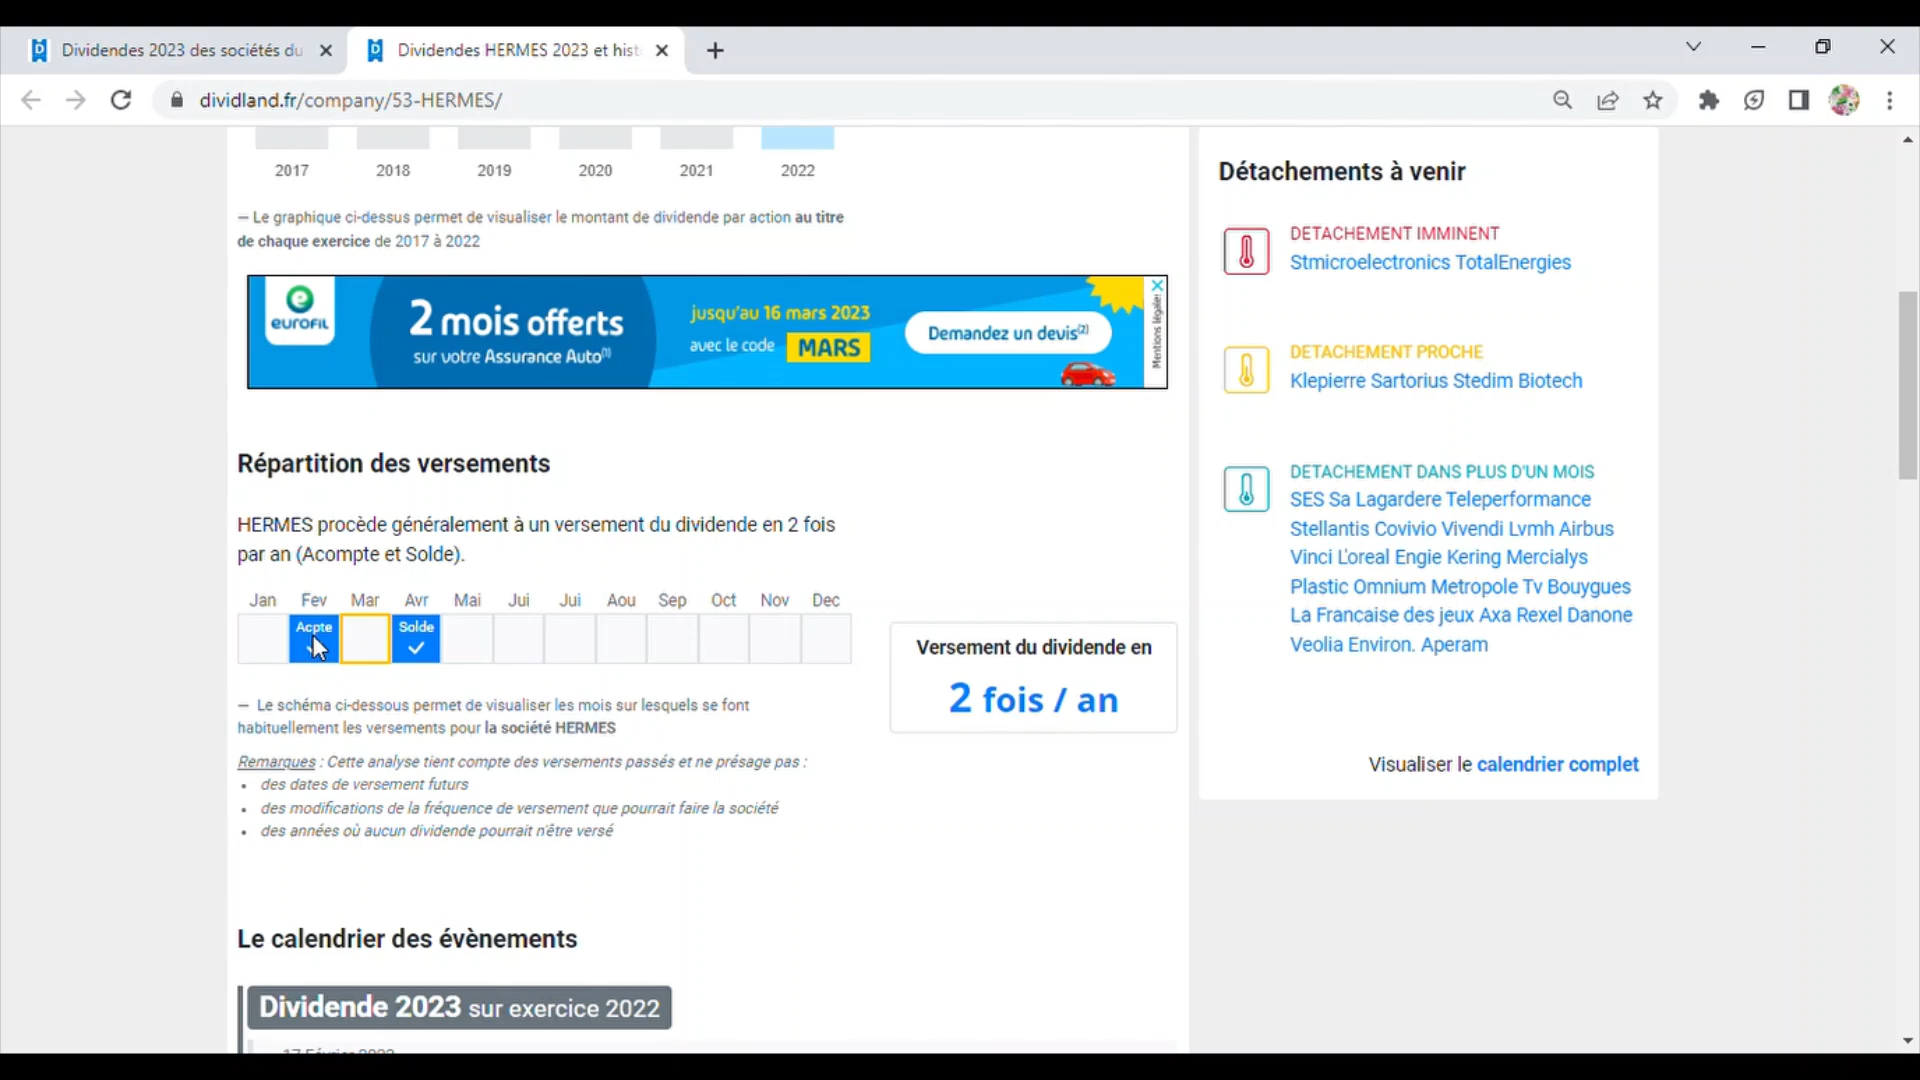 Dividendes 2023 des sociétés du
Dividendes HERMES 2023 et hist
dividland.fr/company/53-HERMES/
2017 2018 2019 2020 2021 2022
— Le graphique ci-dessus permet de visualiser le montant de dividende par action au titre
de chaque exercice de 2017 à 2022
eurofil
2 mois offerts
sur votre Assurance Auto(1)
jusqu'au 16 mars 2023
avec le code MARS
Demandez un devis(2)
Mentions légales
Répartition des versements
HERMES procède généralement à un versement du dividende en 2 fois
par an (Acompte et Solde).
Jan Fev Mar Avr Mai Jui Jui Aou Sep Oct Nov Dec
Acpte Solde
Versement du dividende en
2 fois / an
— Le schéma ci-dessous permet de visualiser les mois sur lesquels se font
habituellement les versements pour la société HERMES
Remarques : Cette analyse tient compte des versements passés et ne présage pas :
• des dates de versement futurs
• des modifications de la fréquence de versement que pourrait faire la société
• des années où aucun dividende pourrait n'être versé
Le calendrier des évènements
Dividende 2023 sur exercice 2022
Détachements à venir
DETACHEMENT IMMINENT
Stmicroelectronics TotalEnergies
DETACHEMENT PROCHE
Klepierre Sartorius Stedim Biotech
DETACHEMENT DANS PLUS D'UN MOIS
SES Sa Lagardere Teleperformance
Stellantis Covivio Vivendi Lvmh Airbus
Vinci L'oreal Engie Kering Mercialys
Plastic Omnium Metropole Tv Bouygues
La Francaise des jeux Axa Rexel Danone
Veolia Environ. Aperam
Visualiser le calendrier complet